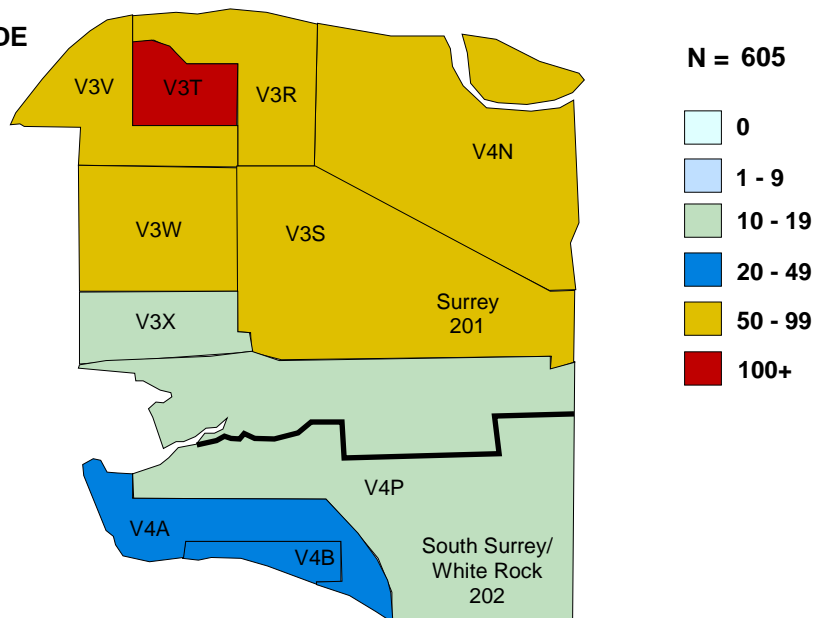 DE
N = 605
V3V
V3T
V3R
V4N
V3W
V3S
V3X
Surrey
201
V4P
V4A
V4B
South Surrey/
White Rock
202
0
1 - 9
10 - 19
20 - 49
50 - 99
100+